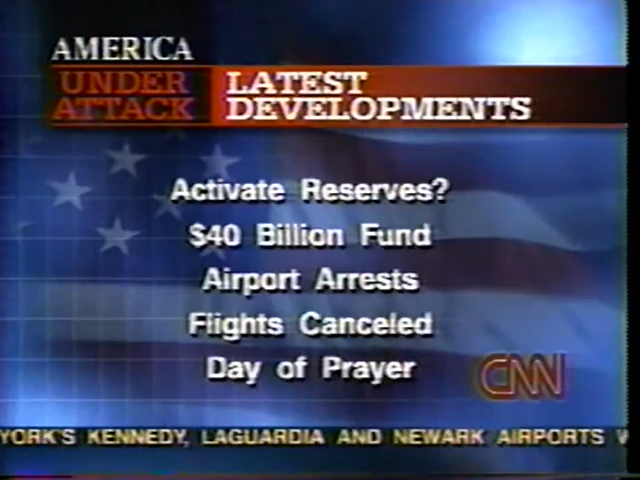 AMERICA
UNDER
ATTACK
LATEST
DEVELOPMENTS
Activate Reserves?
$40 Billion Fund
Airport Arrests
Flights Canceled
Day of Prayer
CNN
YORK'S KENNEDY, LAGUARDIA AND NEWARK AIRPORTS